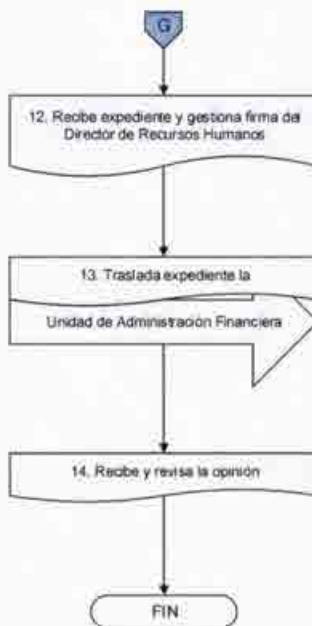 G
12. Recibe expediente y gestiona firma del
Director de Recursos Humanos
13. Traslada expediente la
Unidad de Administración Financiera
14. Recibe y revisa la opinión
FIN